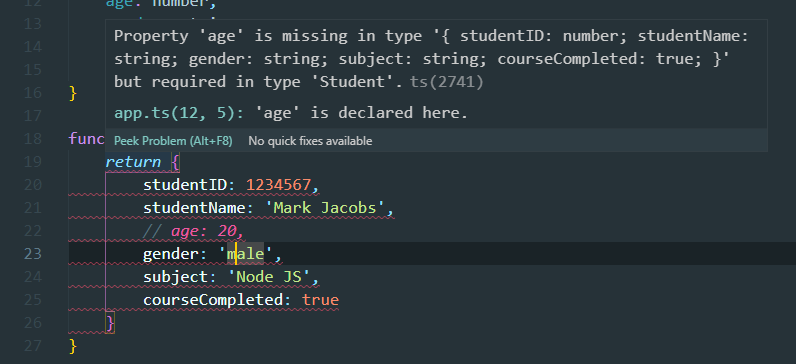 12 age: number,
13
Property 'age' is missing in type '{ studentID: number; studentName:
14
string; gender: string; subject: string; courseCompleted: true; }'
15
but required in type 'Student'. ts(2741)
16 }
app.ts(12, 5): 'age' is declared here.
17
Peek Problem (Alt+F8) No quick fixes available
18 func
19 return {
20 studentID: 1234567,
21 studentName: 'Mark Jacobs',
22 // age: 20,
23 gender: 'male',
24 subject: 'Node JS',
25 courseCompleted: true
26 }
27 }